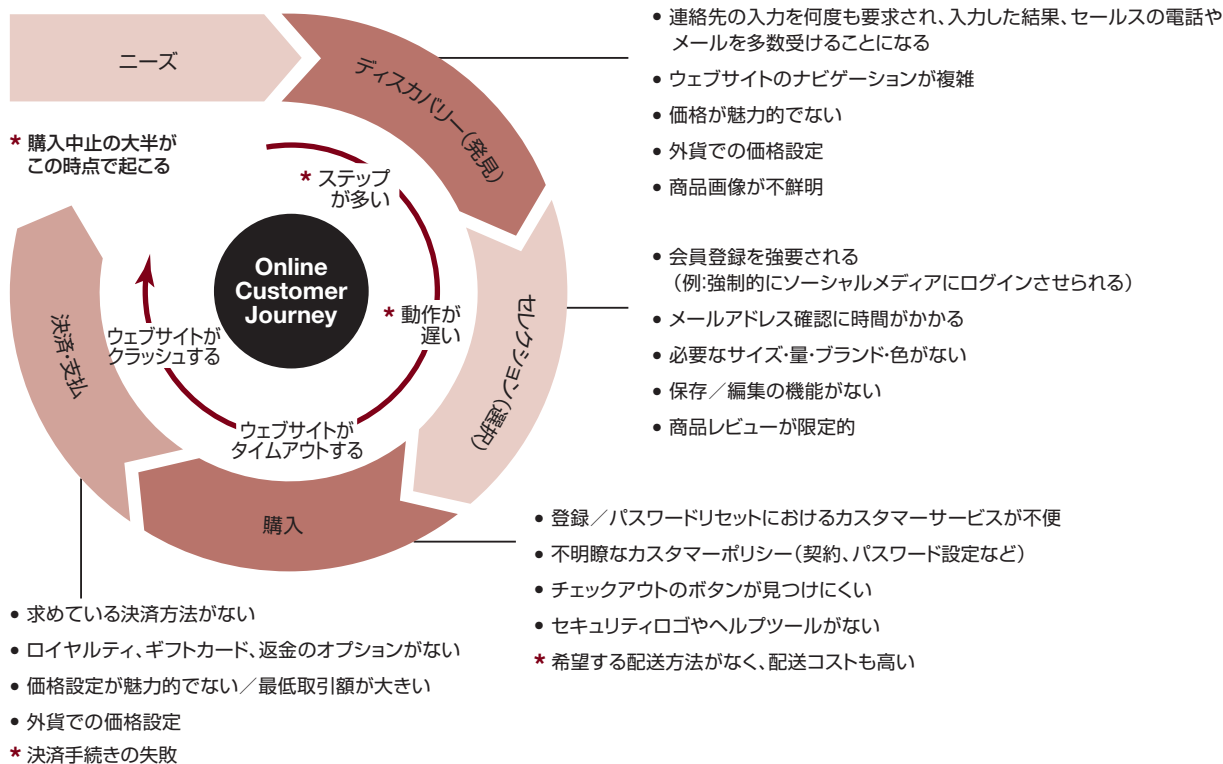 ニーズ
ディスカバリー(発見)
セレクション(選択)
購入
決済・支払
* 購入中止の大半が
この時点で起こる
* ステップ
が多い
* 動作が
遅い
ウェブサイトが
タイムアウトする
ウェブサイトが
クラッシュする
Online
Customer
Journey
• 連絡先の入力を何度も要求され、入力した結果、セールスの電話や
メールを多数受けることになる
• ウェブサイトのナビゲーションが複雑
• 価格が魅力的でない
• 外貨での価格設定
• 商品画像が不鮮明
• 会員登録を強要される
(例:強制的にソーシャルメディアにログインさせられる)
• メールアドレス確認に時間がかかる
• 必要なサイズ・量・ブランド・色がない
• 保存/編集の機能がない
• 商品レビューが限定的
• 登録/パスワードリセットにおけるカスタマーサービスが不便
• 不明瞭なカスタマーポリシー(契約、パスワード設定など)
• チェックアウトのボタンが見つけにくい
• セキュリティロゴやヘルプツールがない
* 希望する配送方法がなく、配送コストも高い
• 求めている決済方法がない
• ロイヤルティ、ギフトカード、返金のオプションがない
• 価格設定が魅力的でない/最低取引額が大きい
• 外貨での価格設定
* 決済手続きの失敗